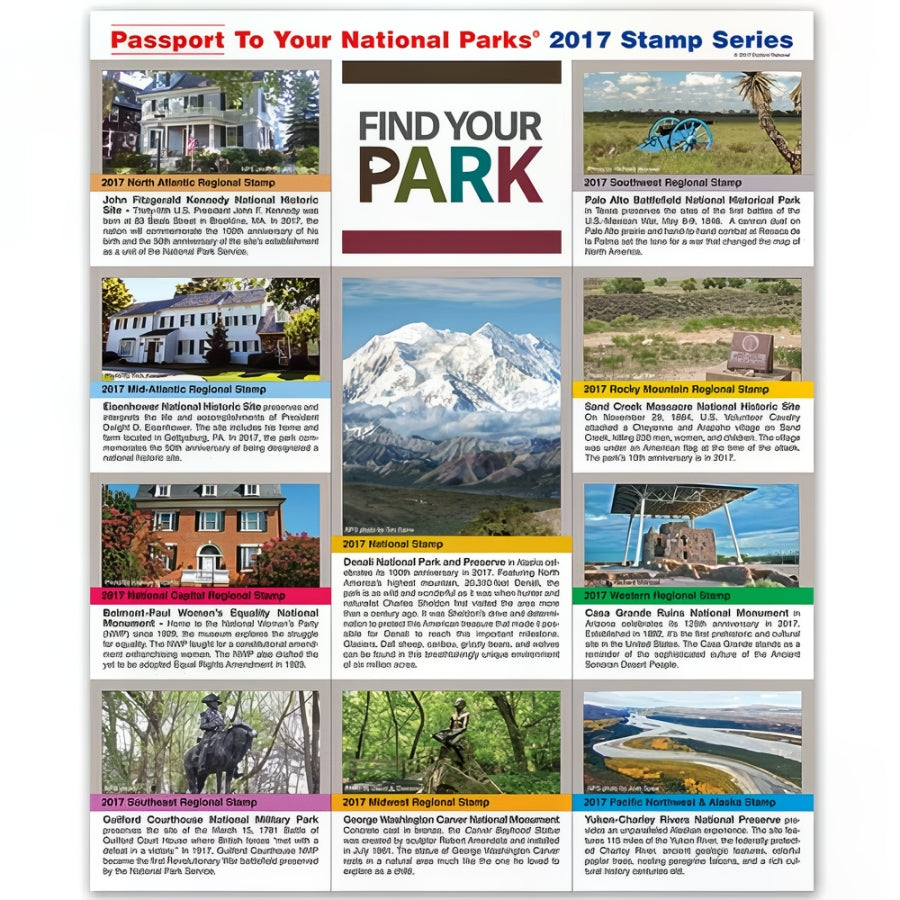 Passport To Your National Parks® 2017 Stamp Series
2017 North Atlantic Regional Stamp
John Fitzgerald Kennedy National Historic
Site - Thirty-fifth U.S. President John F. Kennedy was
born at 83 Beals Street in Brookline, MA. In 2017, the
nation will commemorate the 100th anniversary of his
birth and the 50th anniversary of the site's establishment
as a unit of the National Park Service.
FIND YOUR
PARK
2017 Southwest Regional Stamp
Palo Alto Battlefield National Historical Park
in Texas preserves the sites of the first battles of the
U.S.-Mexican War, May 8-9, 1846. A cannon duel on
Palo Alto prairie and hand to hand combat at Resaca de
la Palma set the tone for a war that changed the map of
North America.
2017 Mid-Atlantic Regional Stamp
Eisenhower National Historic Site preserves and
interprets the life and accomplishments of President
Dwight D. Eisenhower. The site includes his home and
farm located in Gettysburg, PA. In 2017, the park com-
memorates the 50th anniversary of being designated a
national historic site.
2017 Rocky Mountain Regional Stamp
Sand Creek Massacre National Historic Site
On November 29, 1864, U.S. Volunteer Cavalry
attacked a Cheyenne and Arapaho village on Sand
Creek, killing 230 men, women, and children. The village
was under an American flag at the time of the attack.
The park's 10th anniversary is in 2017.
2017 National Capital Regional Stamp
Belmont-Paul Women's Equality National
Monument - Home to the National Woman's Party
(NWP) since 1929, the museum explores the struggle
for equality. The NWP fought for a constitutional amend-
ment enfranchising women. The NWP also drafted the
yet to be adopted Equal Rights Amendment in 1923.
NPS photo by Tim Rains
2017 National Stamp
Denali National Park and Preserve in Alaska cel-
ebrates its 100th anniversary in 2017. Featuring North
America's highest mountain, 20,310-foot Denali, the
park is as wild and wonderful as it was when hunter and
naturalist Charles Sheldon first visited the area more
than a century ago. It was Sheldon's drive and determi-
nation to protect this American treasure that made it pos-
sible for Denali to reach this important milestone.
Glaciers, Dall sheep, caribou, grizzly bears, and wolves
can be found in this breathtakingly unique environment
of six million acres.
2017 Western Regional Stamp
Casa Grande Ruins National Monument in
Arizona celebrates its 125th anniversary in 2017.
Established in 1892, it's the first prehistoric and cultural
site in the United States. The Casa Grande stands as a
reminder of the sophisticated culture of the Ancient
Sonoran Desert People.
2017 Southeast Regional Stamp
Guilford Courthouse National Military Park
preserves the site of the March 15, 1781 Battle of
Guilford Court House where British forces "met with a
defeat in a victory." In 1917, Guilford Courthouse NMP
became the first Revolutionary War battlefield preserved
by the National Park Service.
2017 Midwest Regional Stamp
George Washington Carver National Monument
Concrete cast in bronze, the Carver Boyhood Statue
was created by sculptor Robert Amendola and installed
in July 1961. The statue of George Washington Carver
rests in a natural area much like the one he loved to
explore as a child.
2017 Pacific Northwest & Alaska Stamp
Yukon-Charley Rivers National Preserve pro-
vides an unparalleled Alaskan experience. The site fea-
tures 115 miles of the Yukon River, the federally protect-
ed Charley River, ancient geologic features, colorful
poplar trees, nesting peregrine falcons, and a rich cul-
tural history centuries old.